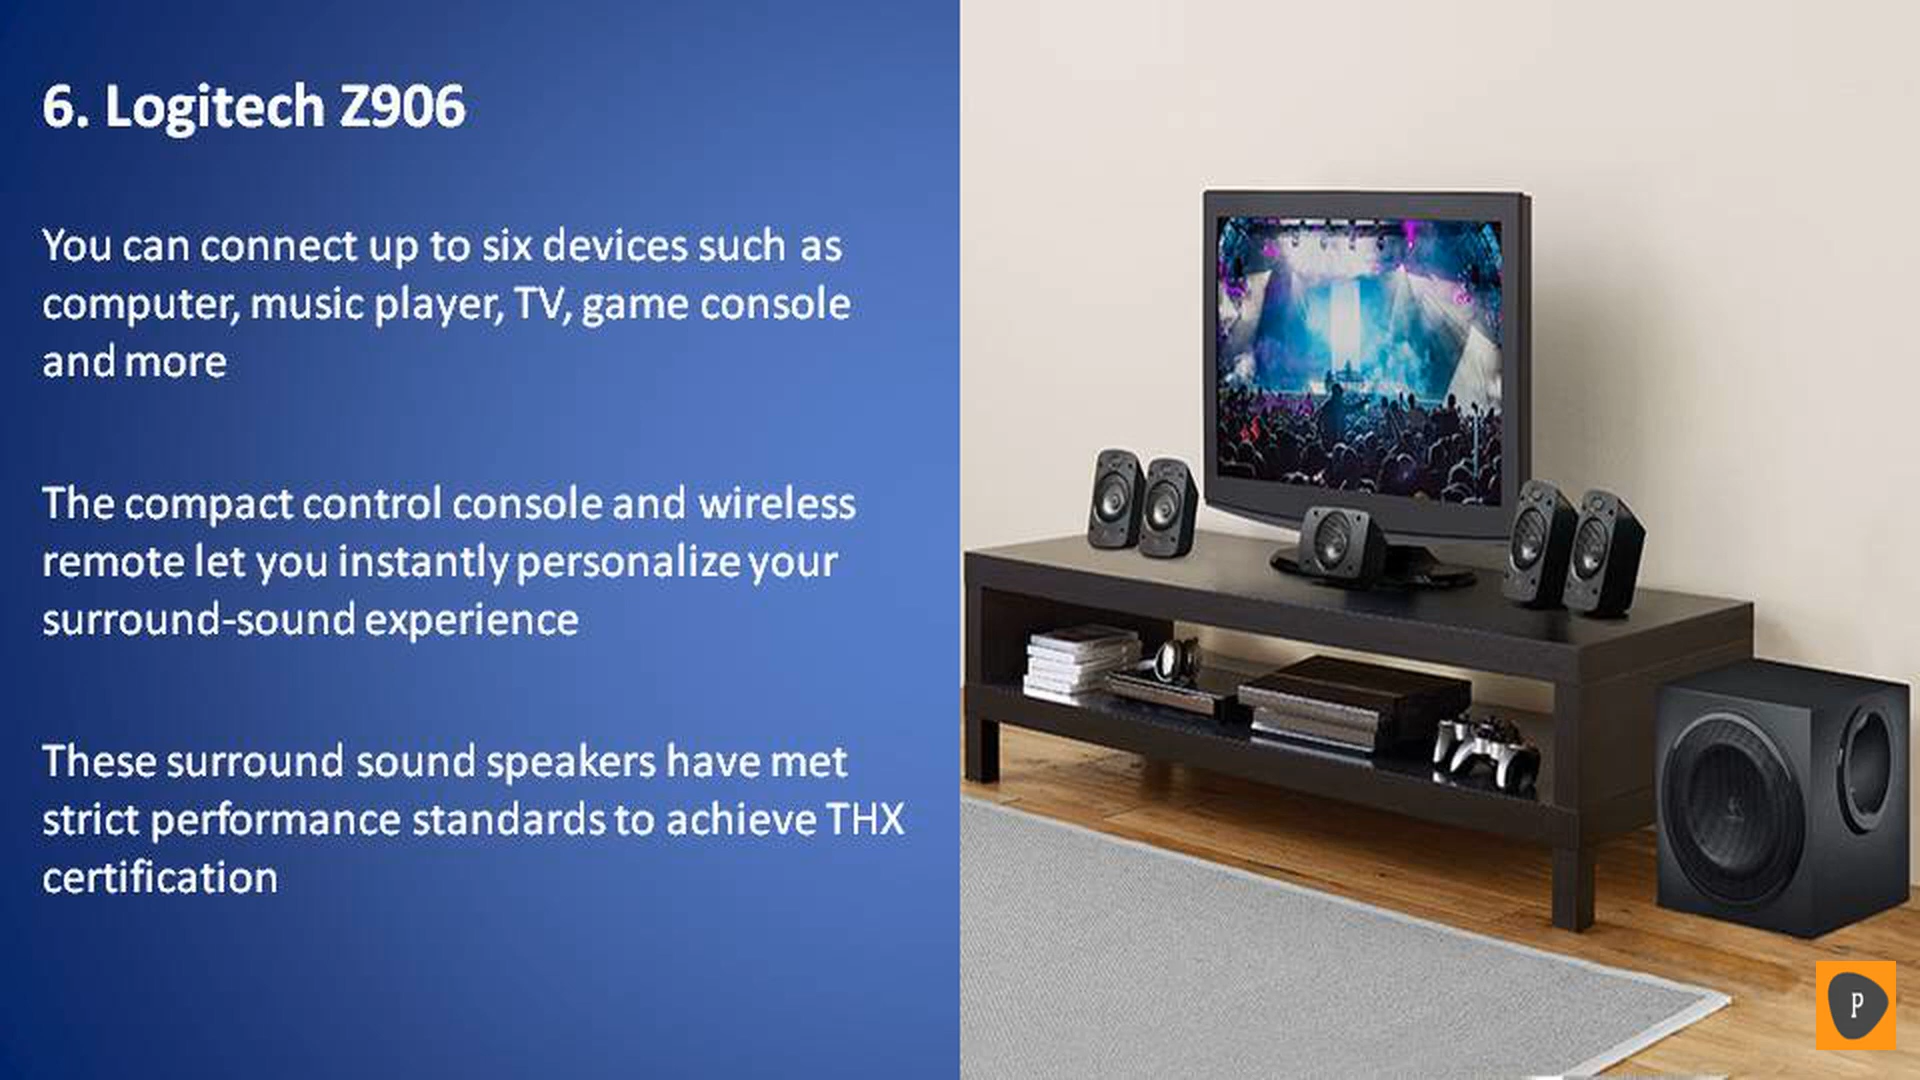 6. Logitech Z906
You can connect up to six devices such as
computer, music player, TV, game console
and more
The compact control console and wireless
remote let you instantly personalize your
surround-sound experience
These surround sound speakers have met
strict performance standards to achieve THX
certification
P